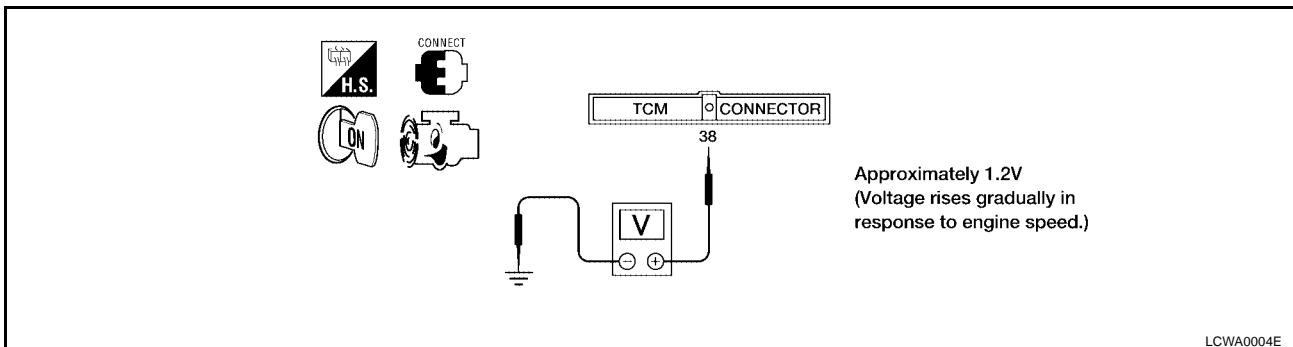 CONNECT
H.S.
ON
TCM CONNECTOR
38
V
Approximately 1.2V
(Voltage rises gradually in
response to engine speed.)
LCWA0004E